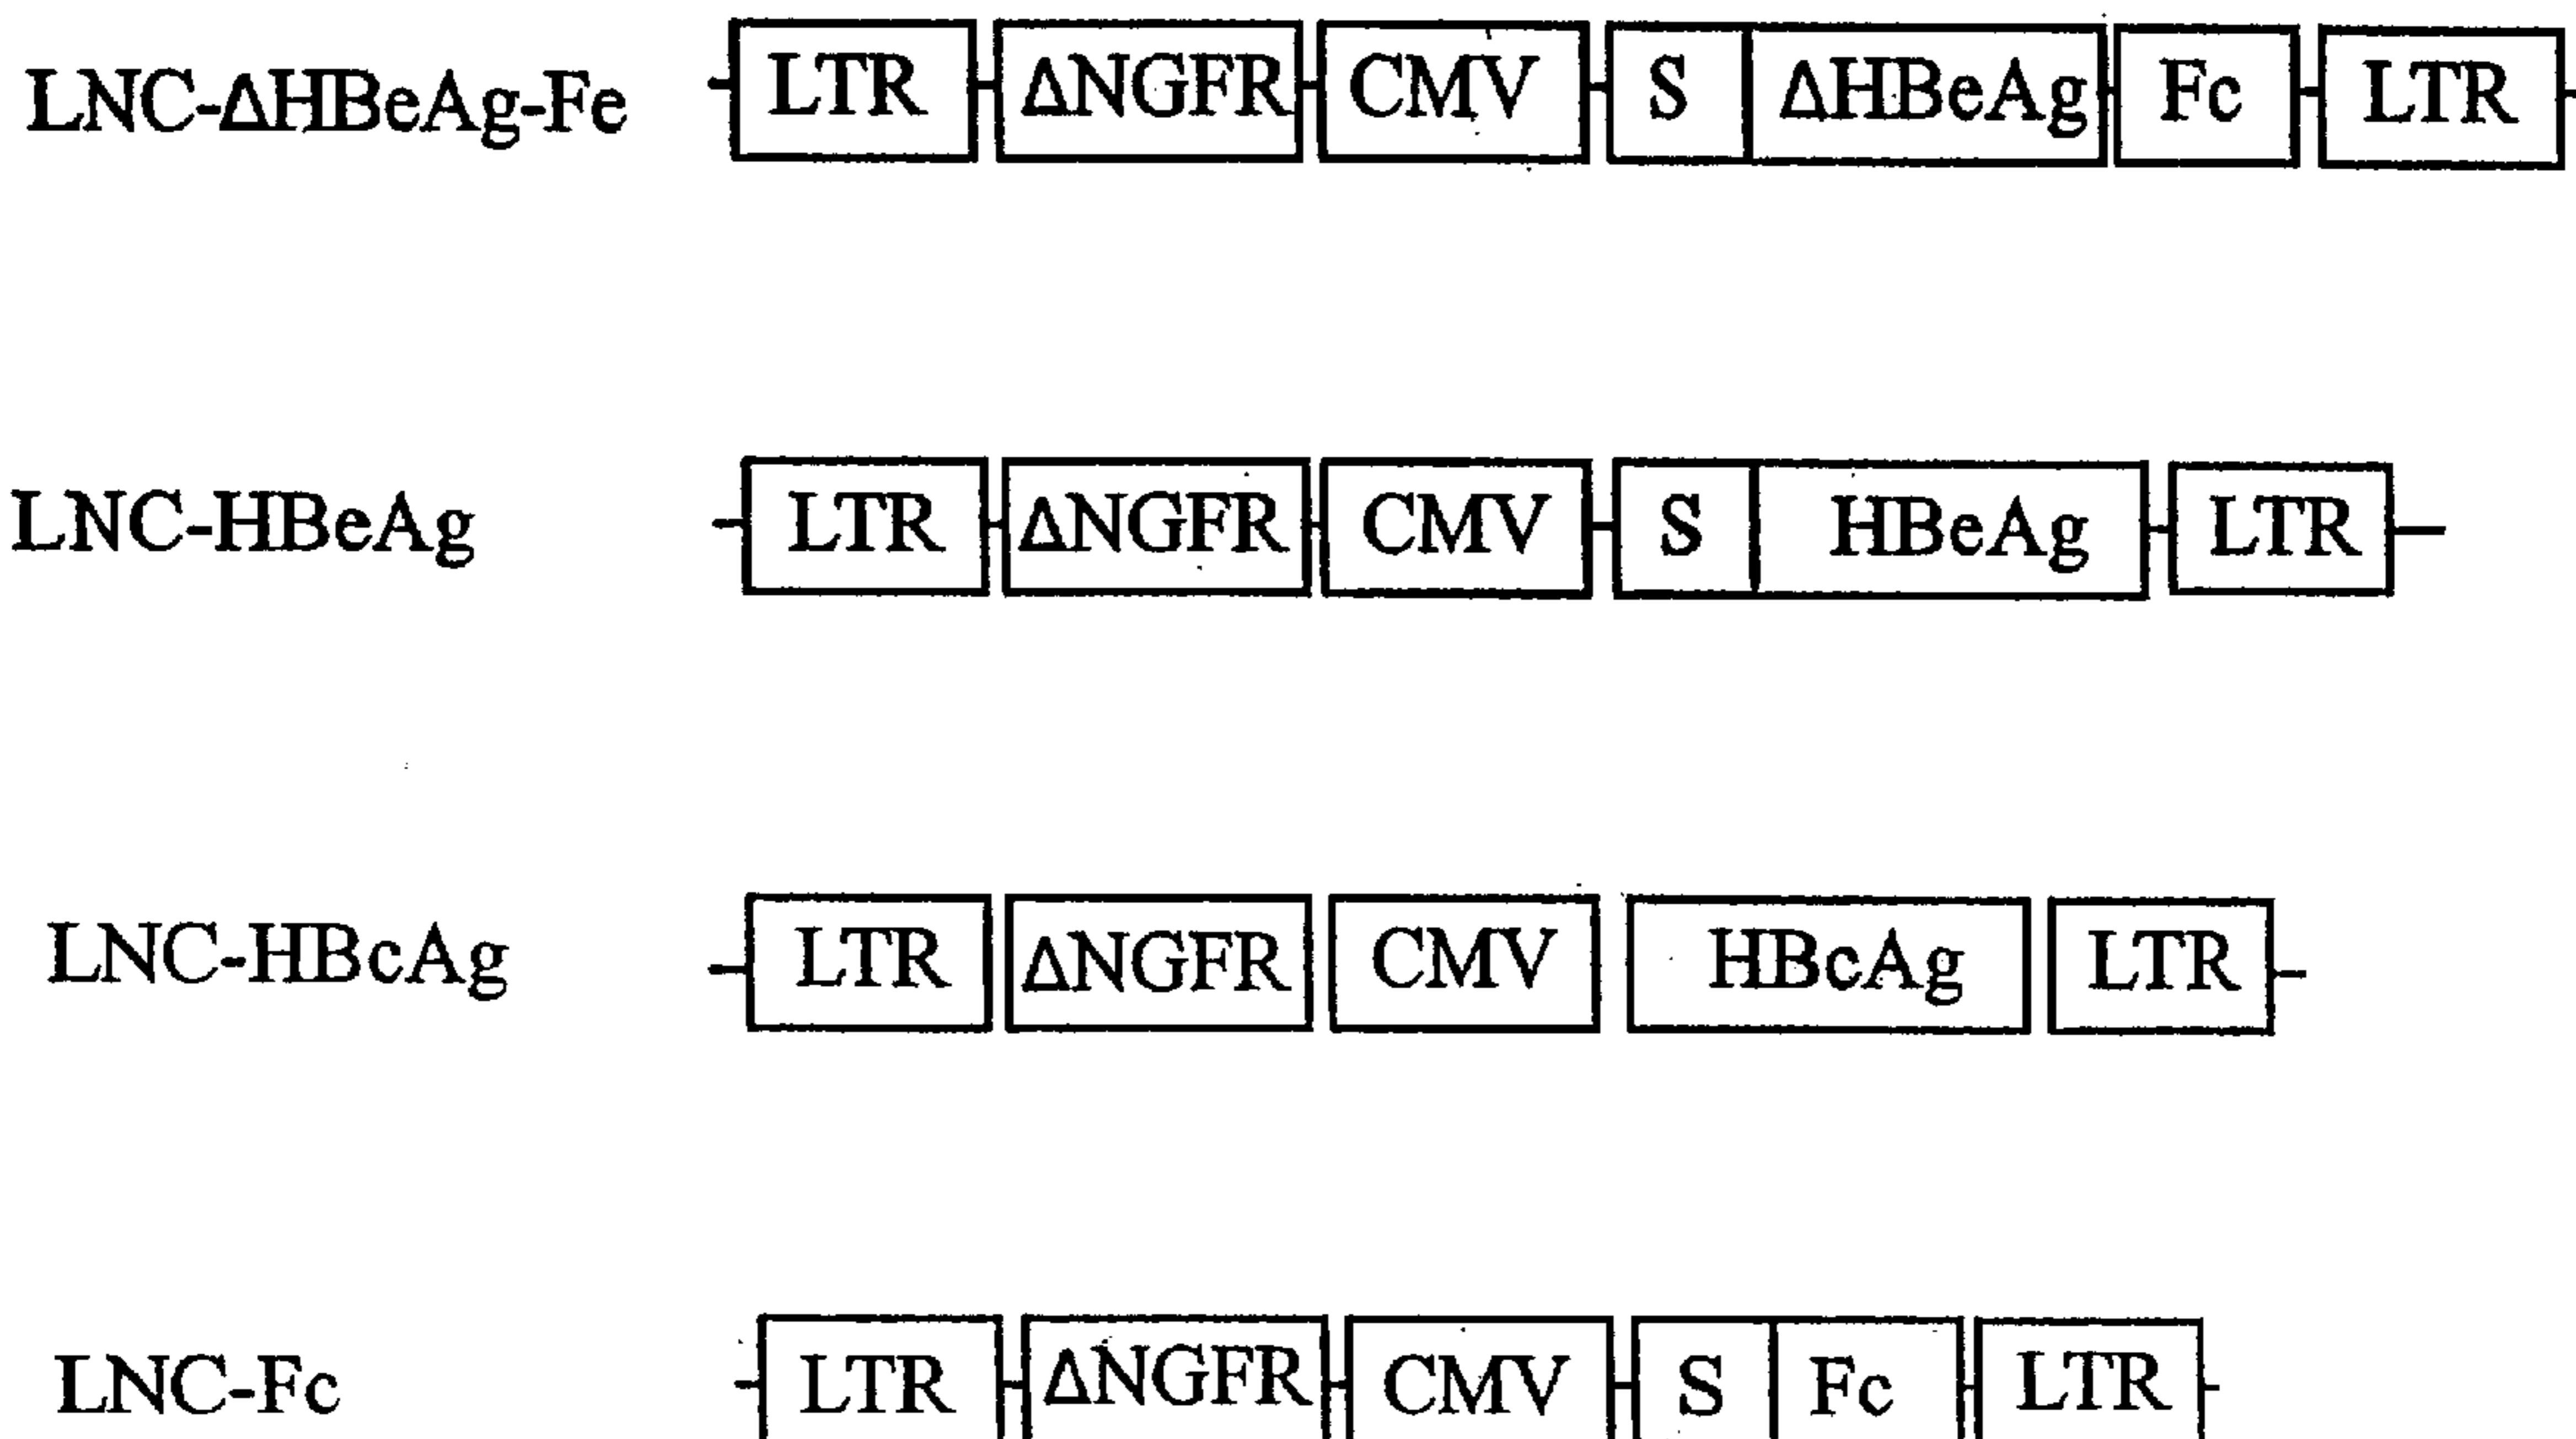 LNC-ΔHBeAg-Fe LTR ΔNGFR CMV S ΔHBeAg Fc LTR
LNC-HBeAg LTR ΔNGFR CMV S HBeAg LTR
LNC-HBcAg LTR ΔNGFR CMV HBcAg LTR
LNC-Fc LTR ΔNGFR CMV S Fc LTR